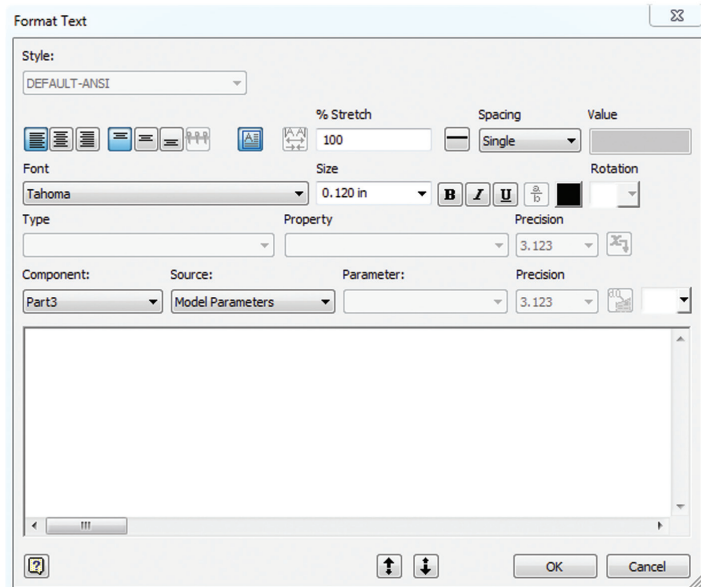 Format Text
Style:
DEFAULT-ANSI
% Stretch Spacing Value
100 Single
Font Size Rotation
Tahoma 0.120 in B I U a/b
Type Property Precision
3.123
Component: Source: Parameter: Precision
Part3 Model Parameters 3.123
? OK Cancel